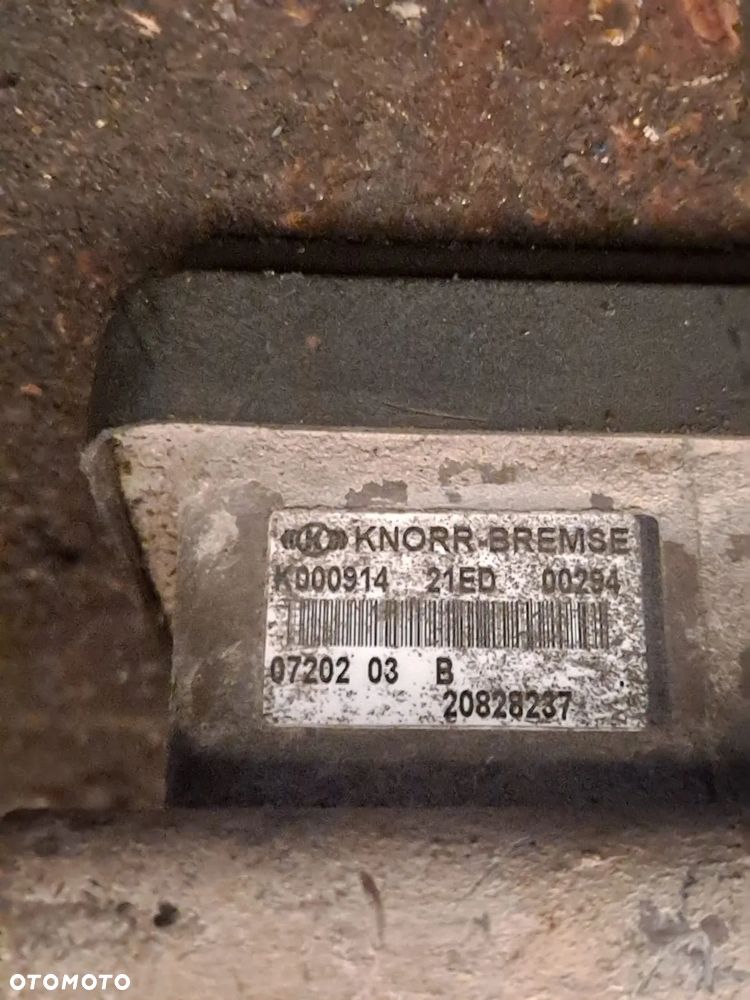 K KNORR-BREMSE
K000914 21ED 00294
07202 03 B
20828237
OTOMOTO